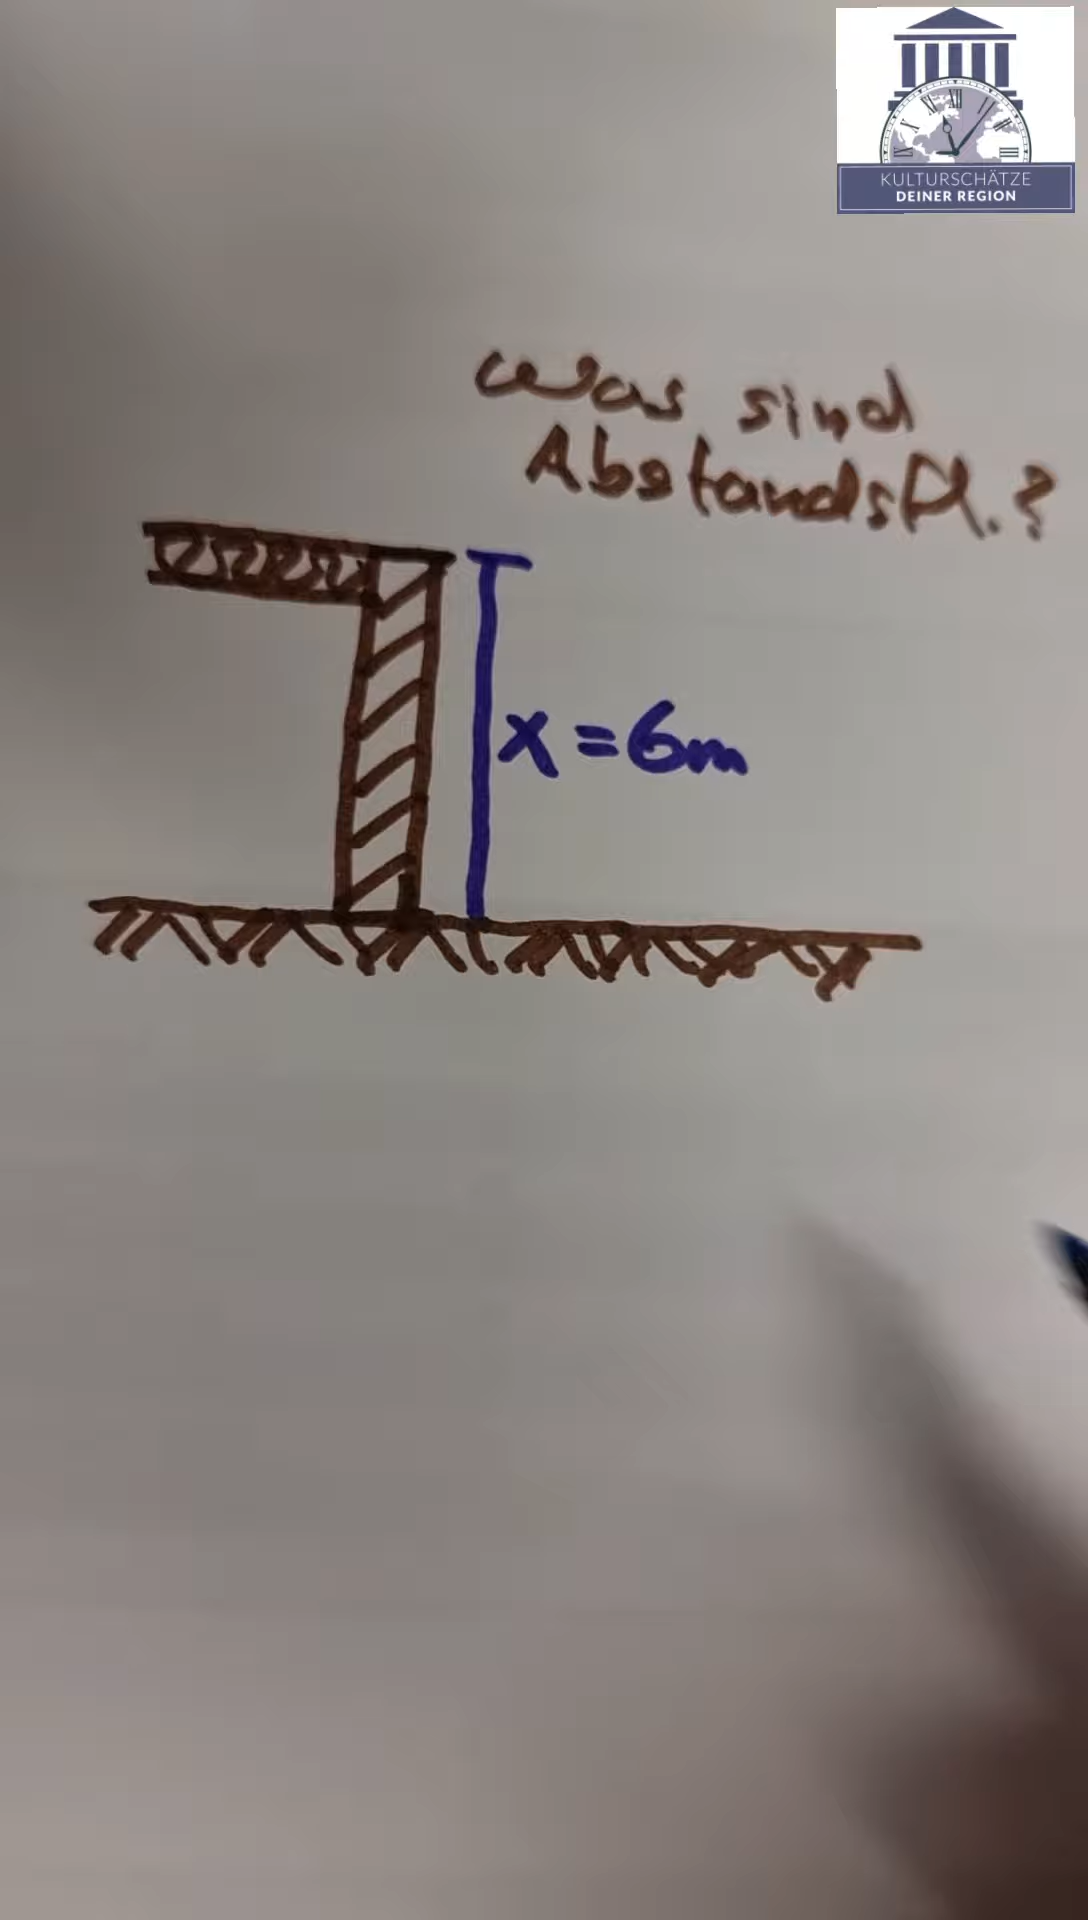 KULTURSCHÄTZE
DEINER REGION
Was sind
Abstandsfl.?
x = 6m